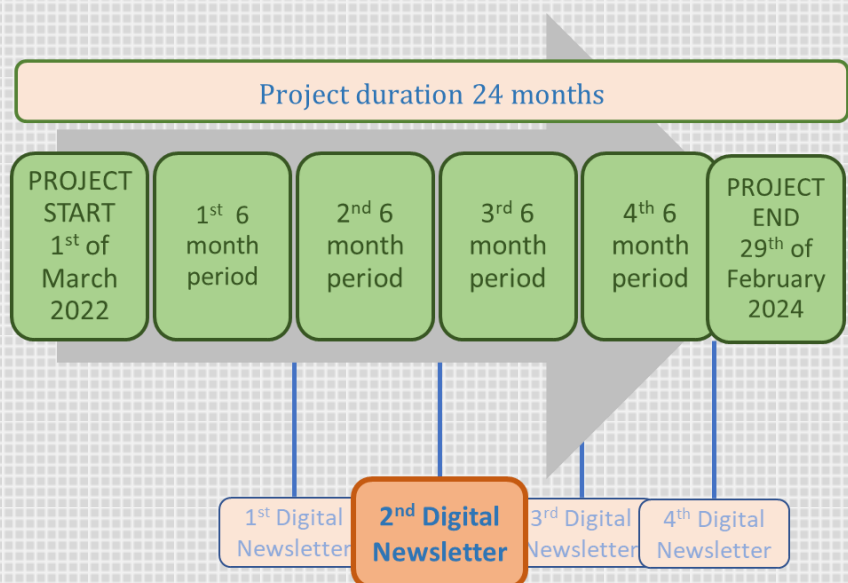 Project duration 24 months
PROJECT
START
1st of
March
2022
1st 6
month
period
2nd 6
month
period
3rd 6
month
period
4th 6
month
period
PROJECT
END
29th of
February
2024
1st Digital
Newsletter
2nd Digital
Newsletter
3rd Digital
Newsletter
4th Digital
Newsletter